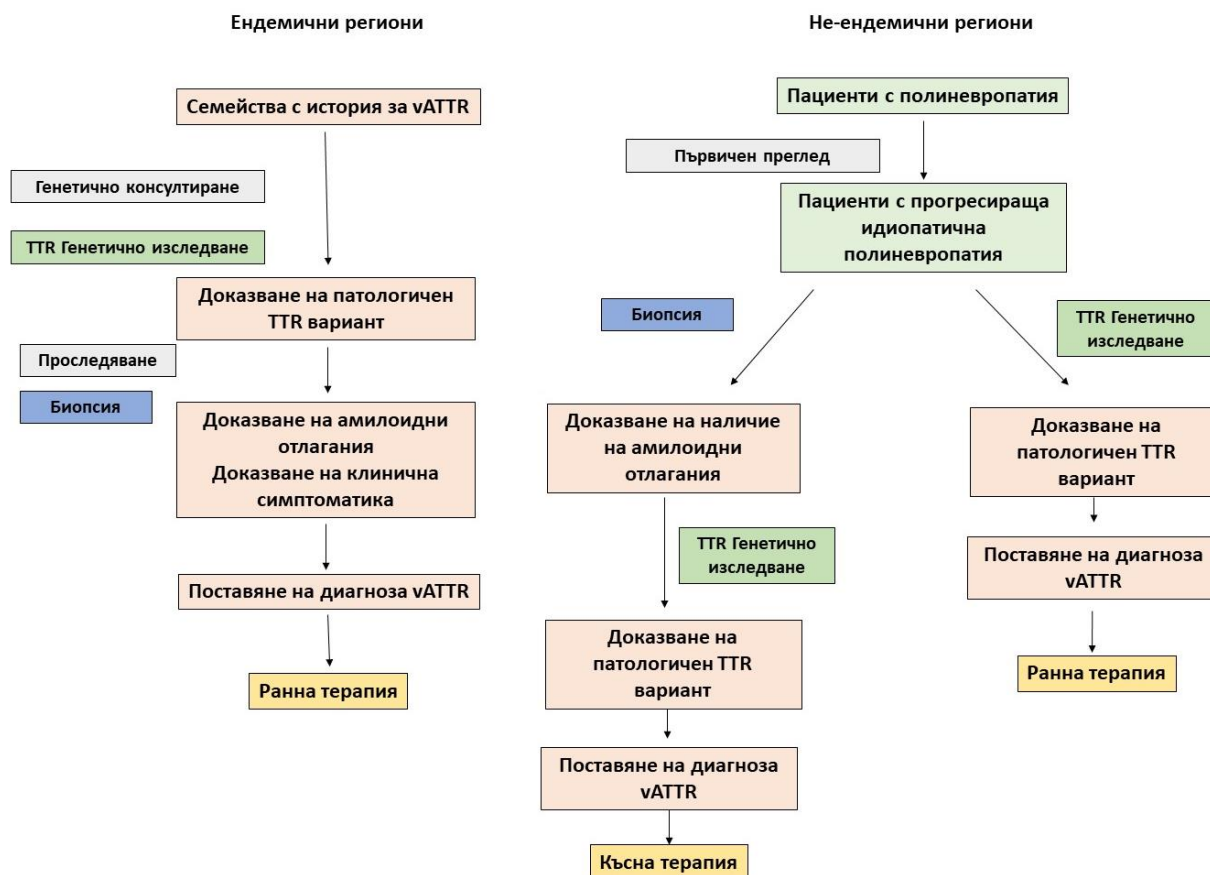 Ендемични региони
Семейства с история за vATTR
Генетично консултиране
TTR Генетично изследване
Доказване на патологичен
TTR вариант
Проследяване
Биопсия
Доказване на амилоидни
отлагания
Доказване на клинична
симптоматика
Поставяне на диагноза vATTR
Ранна терапия
Не-ендемични региони
Пациенти с полиневропатия
Първичен преглед
Пациенти с прогресираща
идиопатична
полиневропатия
Биопсия
Доказване на наличие
на амилоидни
отлагания
TTR Генетично
изследване
Доказване на
патологичен TTR
вариант
Поставяне на диагноза
vATTR
Късна терапия
TTR Генетично
изследване
Доказване на
патологичен TTR
вариант
Поставяне на диагноза
vATTR
Ранна терапия